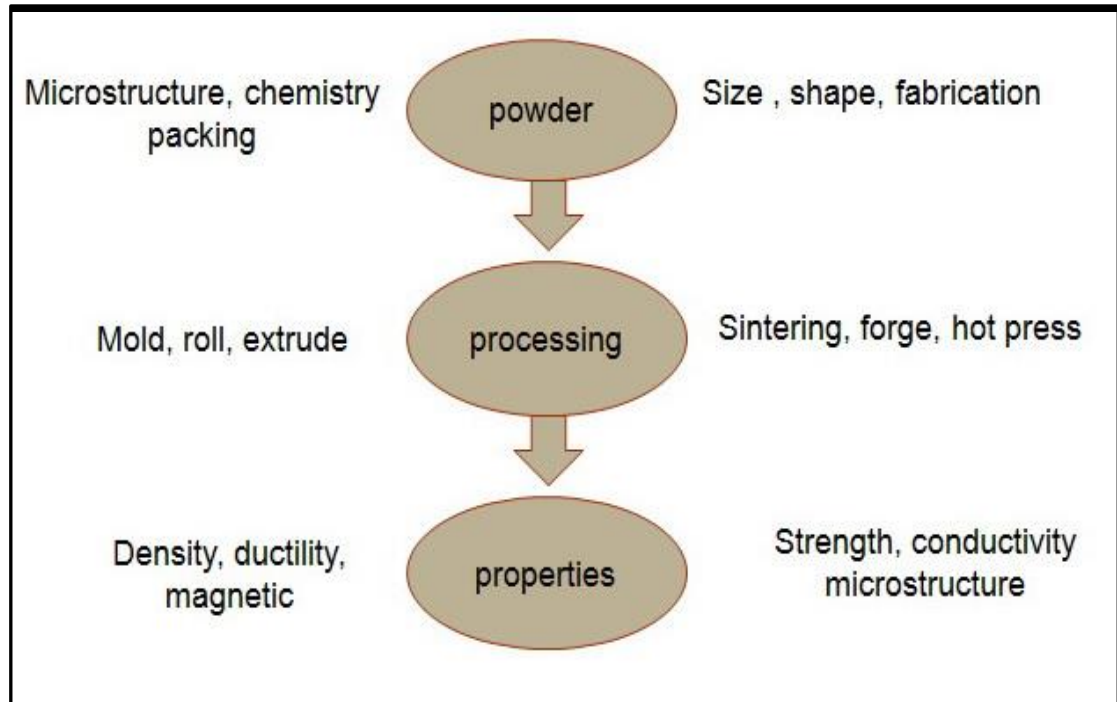 Microstructure, chemistry
packing
powder
Size , shape, fabrication
Mold, roll, extrude
processing
Sintering, forge, hot press
Density, ductility,
magnetic
properties
Strength, conductivity
microstructure